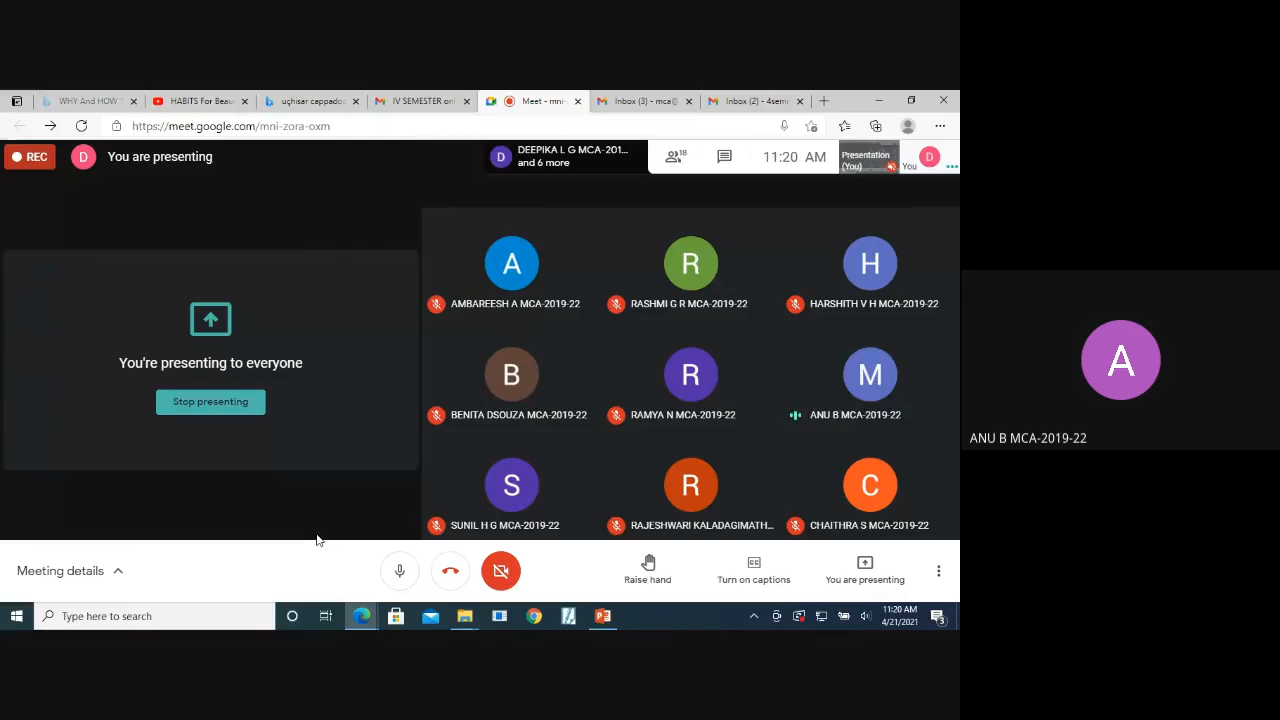 WHY And HOW T
HABITS For Beau
uçhisar cappado
IV SEMESTER onl
Meet - mni-
Inbox (3) - mca@
Inbox (2) - 4sem
https://meet.google.com/mni-zora-oxm
REC
D
You are presenting
D
DEEPIKA L G MCA-201...
and 6 more
18
11:20 AM
Presentation
(You)
You
D
A
AMBAREESH A MCA-2019-22
R
RASHMI G R MCA-2019-22
H
HARSHITH V H MCA-2019-22
You're presenting to everyone
Stop presenting
B
BENITA DSOUZA MCA-2019-22
R
RAMYA N MCA-2019-22
M
ANU B MCA-2019-22
S
SUNIL H G MCA-2019-22
R
RAJESHWARI KALADAGIMATH...
C
CHAITHRA S MCA-2019-22
A
ANU B MCA-2019-22
Meeting details
Raise hand
Turn on captions
You are presenting
Type here to search
11:20 AM
4/21/2021
3